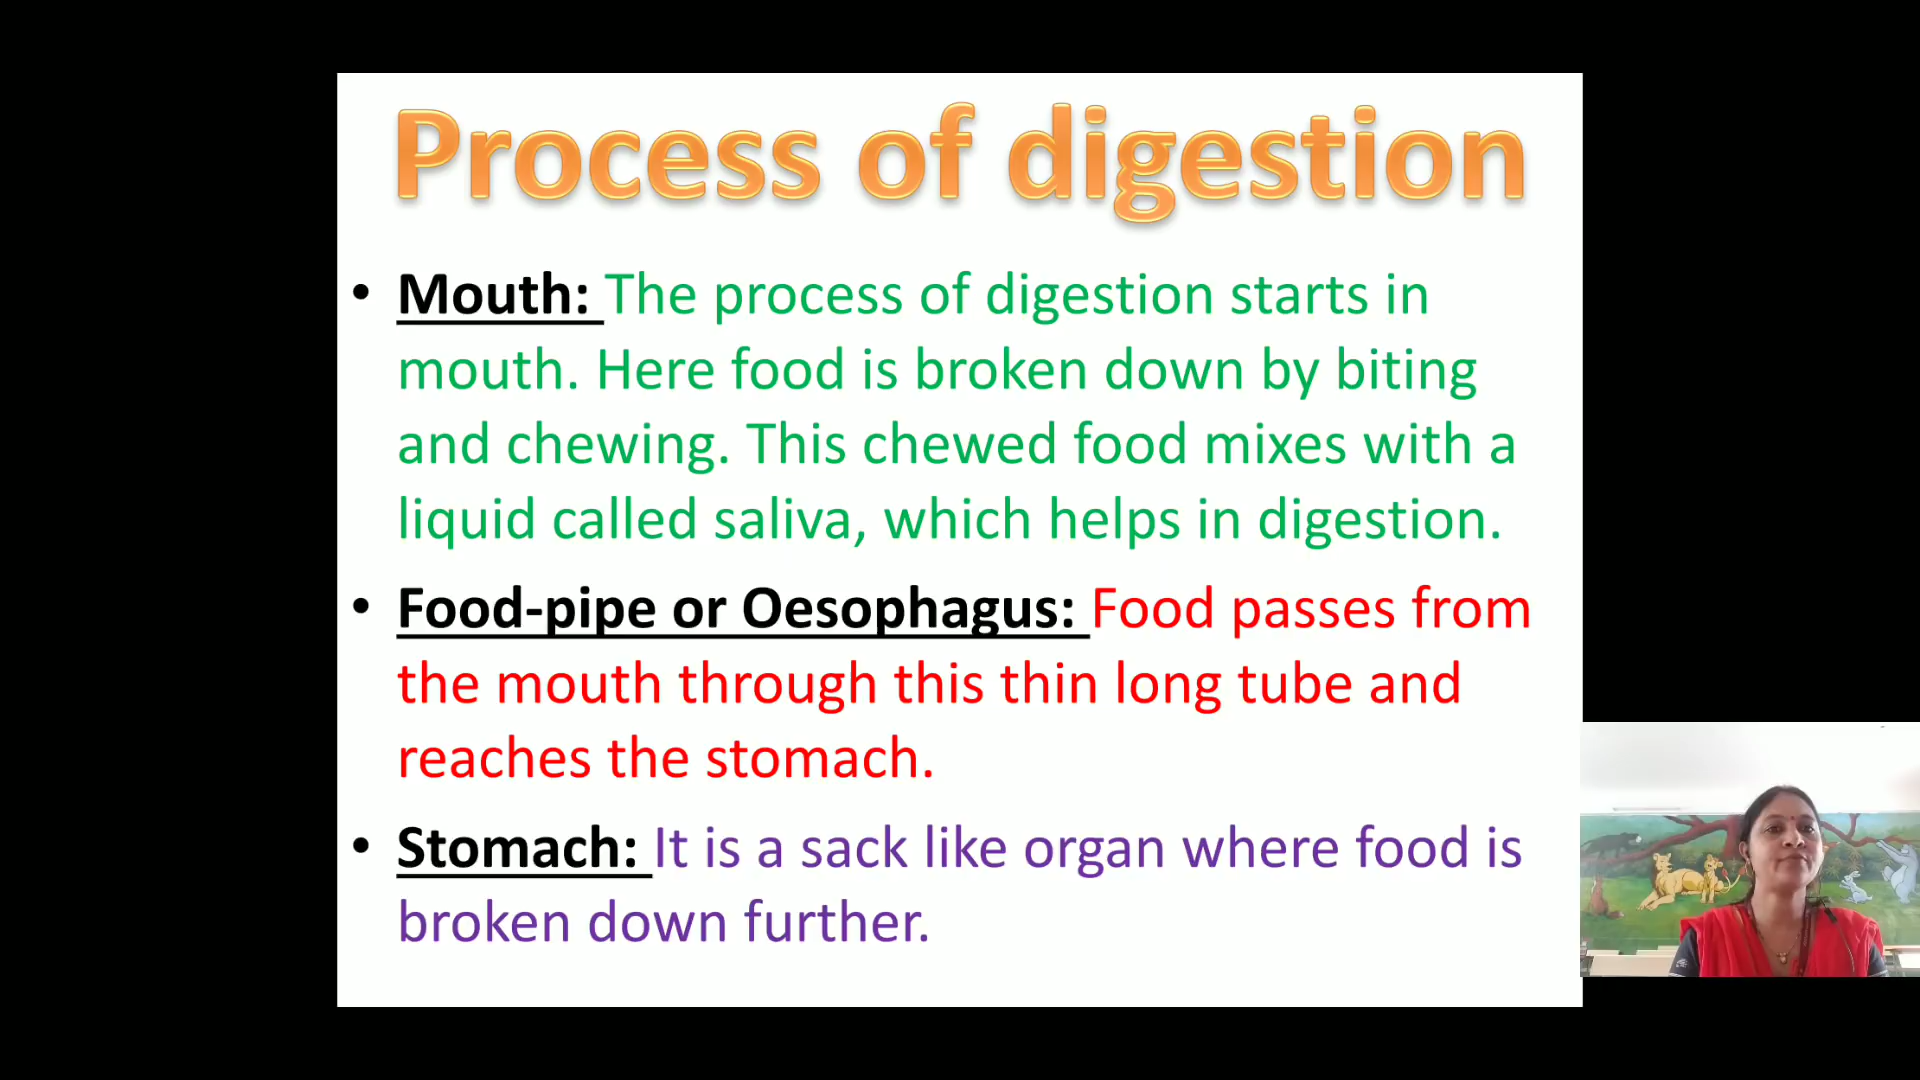 Process of digestion
• Mouth: The process of digestion starts in
mouth. Here food is broken down by biting
and chewing. This chewed food mixes with a
liquid called saliva, which helps in digestion.
• Food-pipe or Oesophagus: Food passes from
the mouth through this thin long tube and
reaches the stomach.
• Stomach: It is a sack like organ where food is
broken down further.